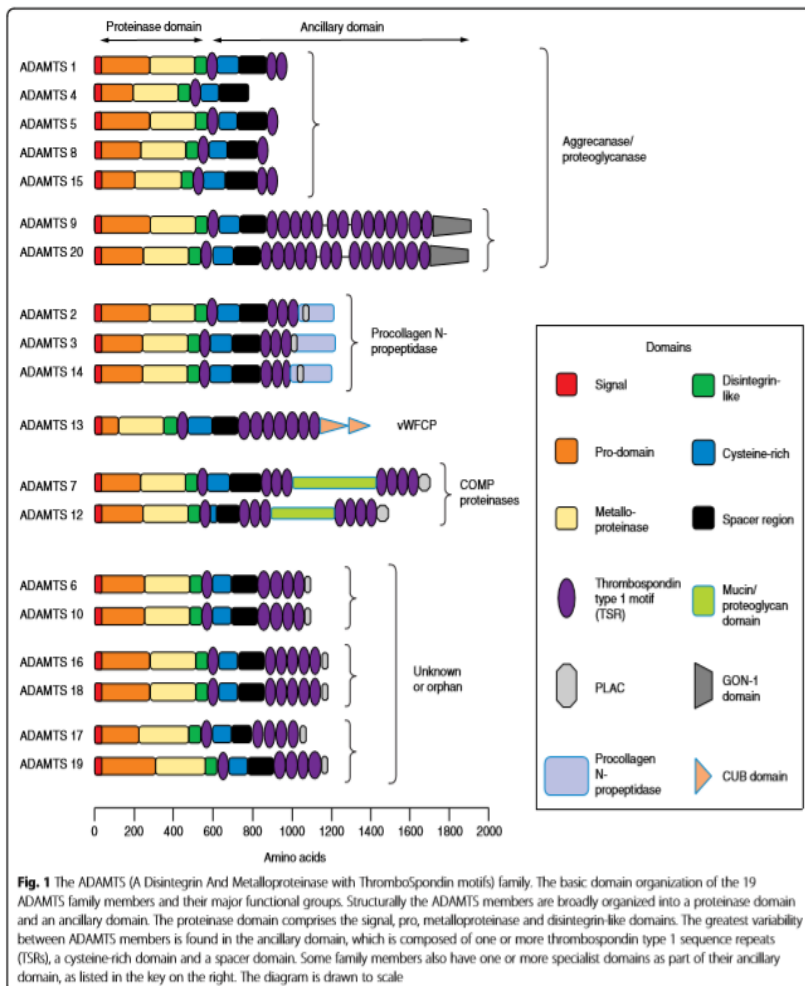 Proteinase domain
Ancillary domain
ADAMTS 1
ADAMTS 4
ADAMTS 5
ADAMTS 8
ADAMTS 15
Aggrecanase/
proteoglycanase
ADAMTS 9
ADAMTS 20
ADAMTS 2
ADAMTS 3
ADAMTS 14
Procollagen N-
propeptidase
ADAMTS 13
vWFCP
ADAMTS 7
ADAMTS 12
COMP
proteinases
ADAMTS 6
ADAMTS 10
ADAMTS 16
ADAMTS 18
Unknown
or orphan
ADAMTS 17
ADAMTS 19
0
200
400
600
800
1000
1200
1400
1600
1800
2000
Amino acids
Domains
Signal
Disintegrin-
like
Pro-domain
Cysteine-rich
Metallo-
proteinase
Spacer region
Thrombospondin
type 1 motif
(TSR)
Mucin/
proteoglycan
domain
PLAC
GON-1
domain
Procollagen
N-
propeptidase
CUB domain
Fig. 1 The ADAMTS (A Disintegrin And Metalloproteinase with ThromboSpondin motifs) family. The basic domain organization of the 19
ADAMTS family members and their major functional groups. Structurally the ADAMTS members are broadly organized into a proteinase domain
and an ancillary domain. The proteinase domain comprises the signal, pro, metalloproteinase and disintegrin-like domains. The greatest variability
between ADAMTS members is found in the ancillary domain, which is composed of one or more thrombospondin type 1 sequence repeats
(TSRs), a cysteine-rich domain and a spacer domain. Some family members also have one or more specialist domains as part of their ancillary
domain, as listed in the key on the right. The diagram is drawn to scale